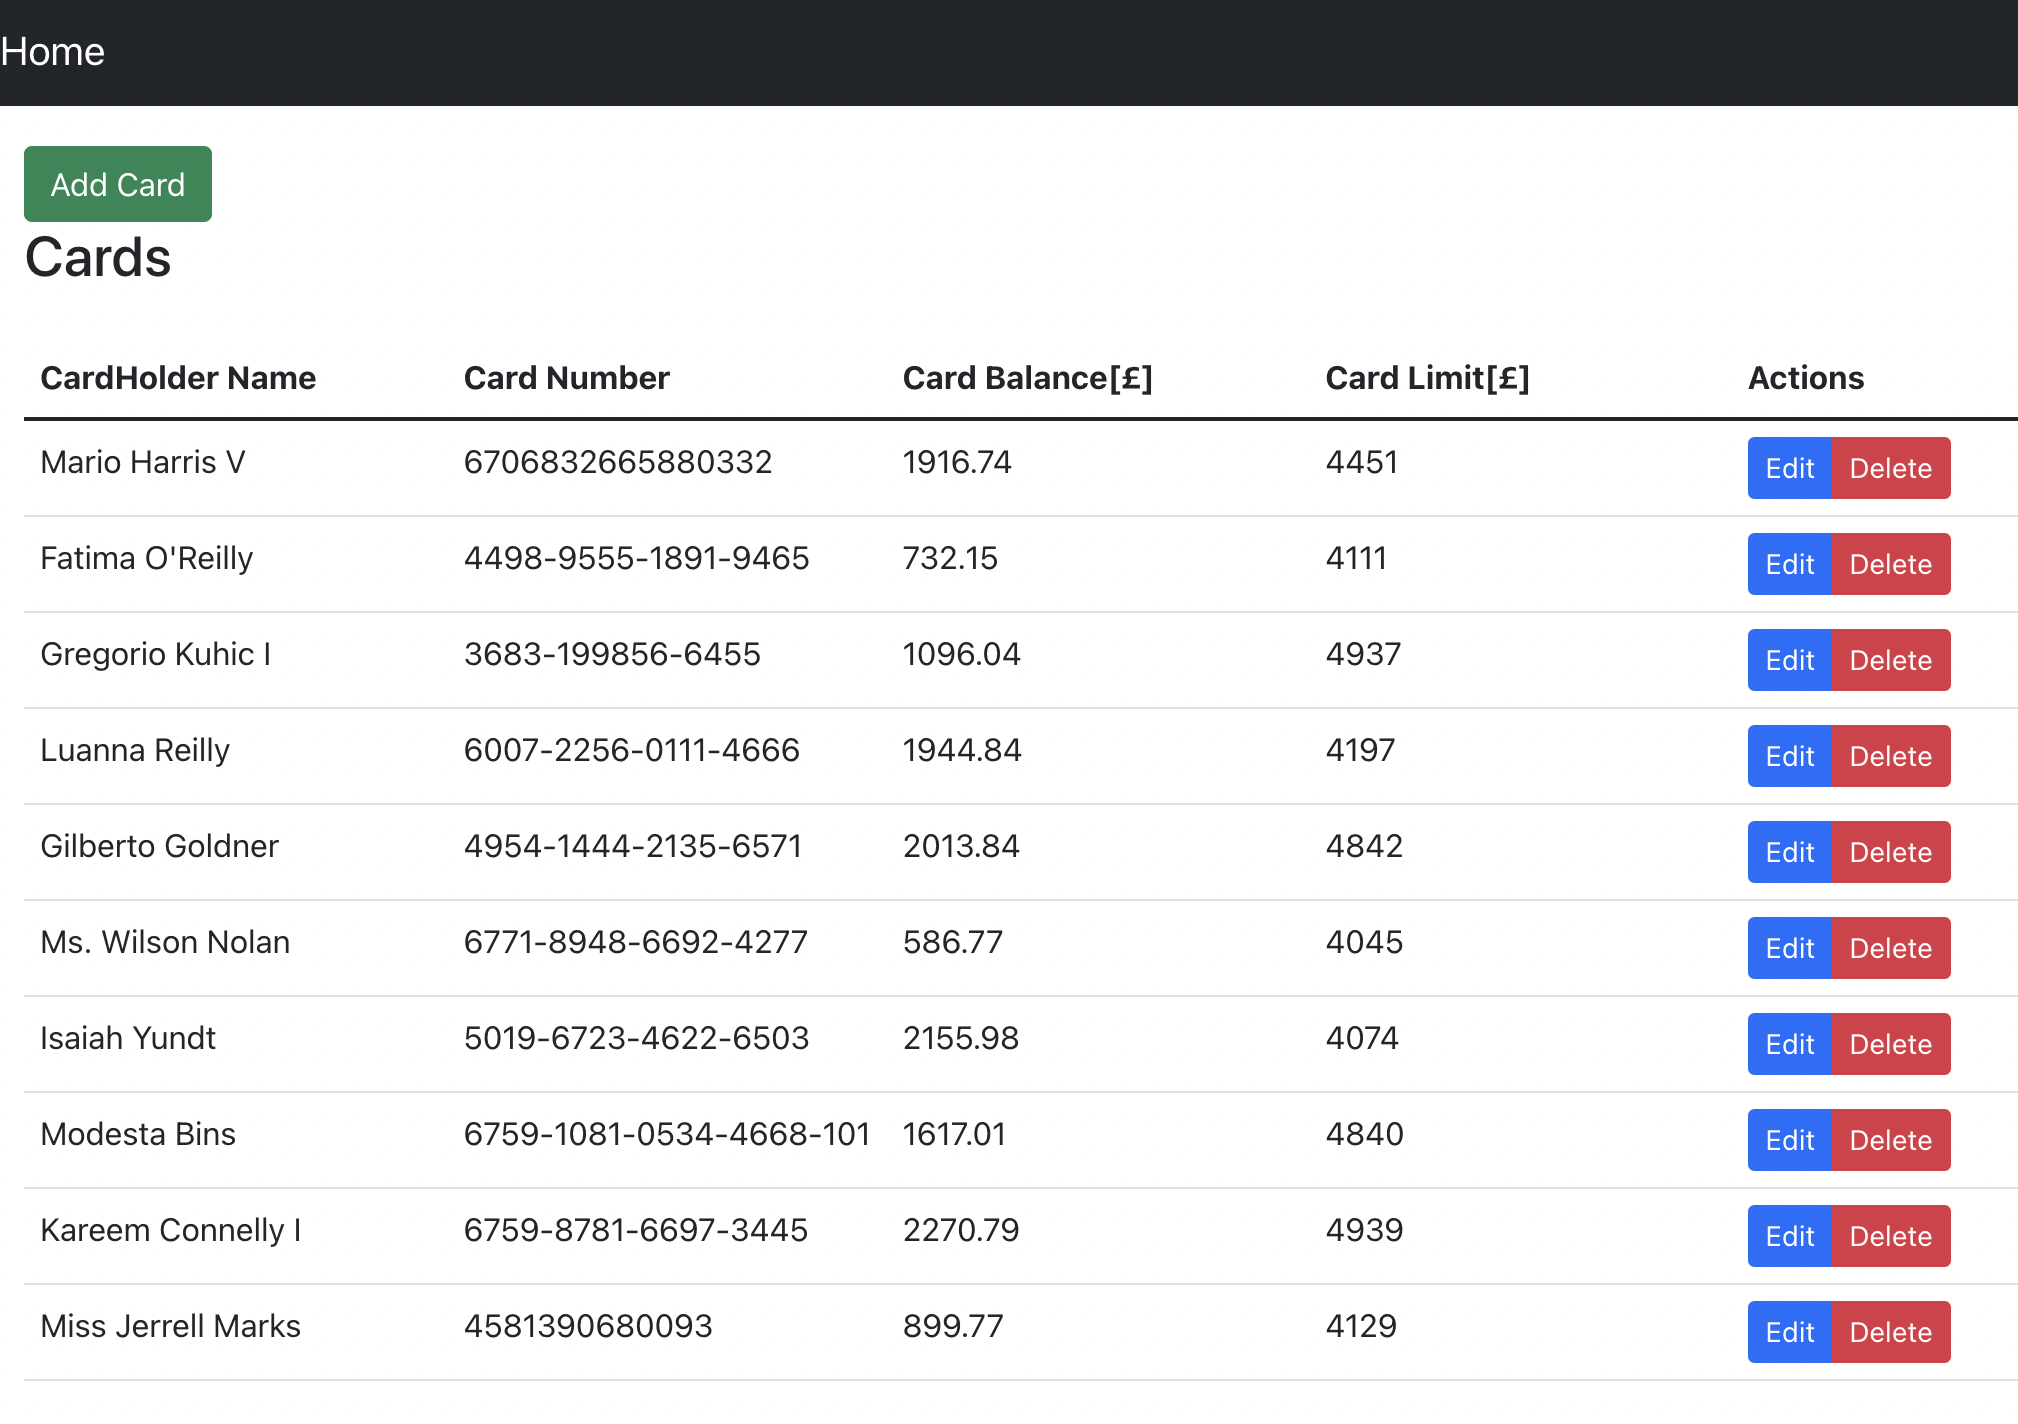 Home
Add Card
Cards
CardHolder Name Card Number Card Balance[£] Card Limit[£] Actions
Mario Harris V 6706832665880332 1916.74 4451 Edit Delete
Fatima O'Reilly 4498-9555-1891-9465 732.15 4111 Edit Delete
Gregorio Kuhic I 3683-199856-6455 1096.04 4937 Edit Delete
Luanna Reilly 6007-2256-0111-4666 1944.84 4197 Edit Delete
Gilberto Goldner 4954-1444-2135-6571 2013.84 4842 Edit Delete
Ms. Wilson Nolan 6771-8948-6692-4277 586.77 4045 Edit Delete
Isaiah Yundt 5019-6723-4622-6503 2155.98 4074 Edit Delete
Modesta Bins 6759-1081-0534-4668-101 1617.01 4840 Edit Delete
Kareem Connelly I 6759-8781-6697-3445 2270.79 4939 Edit Delete
Miss Jerrell Marks 4581390680093 899.77 4129 Edit Delete